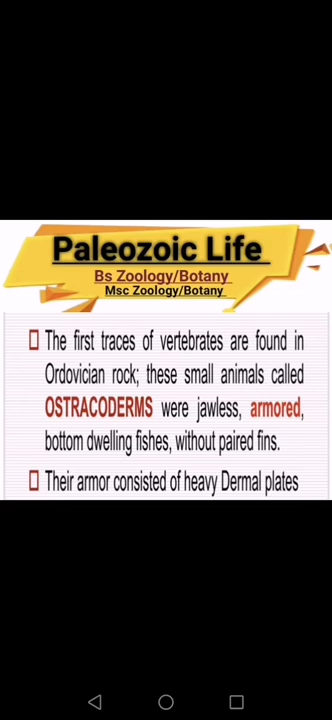 Paleozoic Life
Bs Zoology/Botany
Msc Zoology/Botany
The first traces of vertebrates are found in
Ordovician rock; these small animals called
OSTRACODERMS were jawless, armored,
bottom dwelling fishes, without paired fins.
Their armor consisted of heavy Dermal plates